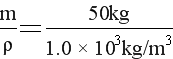 m/ρ = 50kg / 1.0 × 10³kg/m³